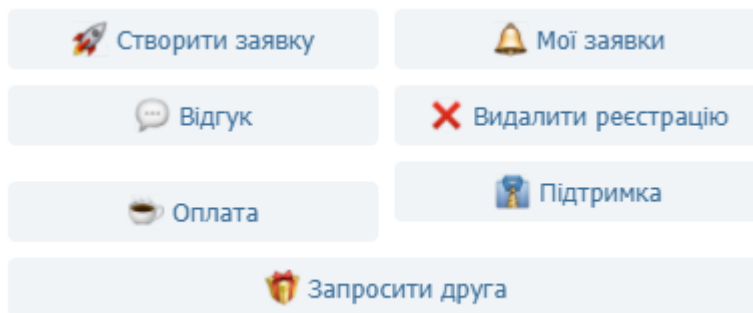 Створити заявку
Мої заявки
Відгук
Видалити реєстрацію
Оплата
Підтримка
Запросити друга